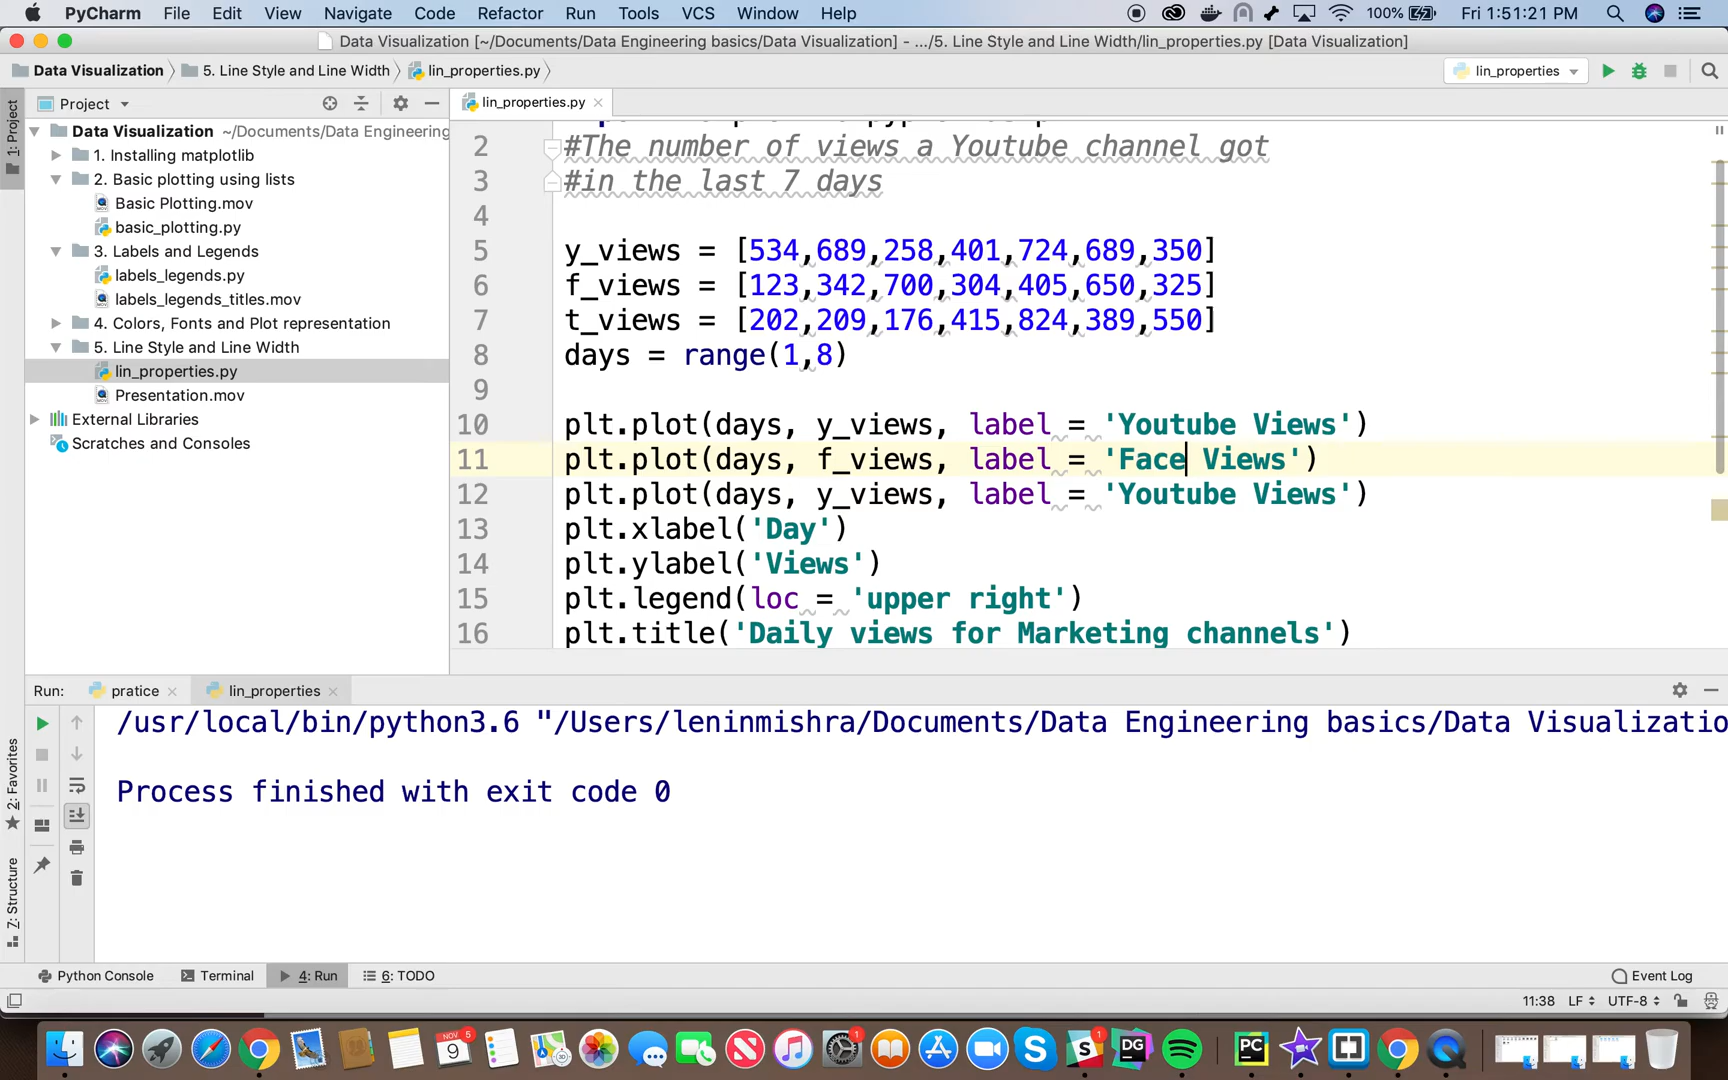 PyCharm File Edit View Navigate Code Refactor Run Tools VCS Window Help 100% Fri 1:51:21 PM
Data Visualization [~/Documents/Data Engineering basics/Data Visualization] - .../5. Line Style and Line Width/lin_properties.py [Data Visualization]
Data Visualization 5. Line Style and Line Width lin_properties.py lin_properties
1: Project
Project
lin_properties.py
Data Visualization ~/Documents/Data Engineering
1. Installing matplotlib
2. Basic plotting using lists
Basic Plotting.mov
basic_plotting.py
3. Labels and Legends
labels_legends.py
labels_legends_titles.mov
4. Colors, Fonts and Plot representation
5. Line Style and Line Width
lin_properties.py
Presentation.mov
External Libraries
Scratches and Consoles
2 #The number of views a Youtube channel got
3 #in the last 7 days
4
5 y_views = [534,689,258,401,724,689,350]
6 f_views = [123,342,700,304,405,650,325]
7 t_views = [202,209,176,415,824,389,550]
8 days = range(1,8)
9
10 plt.plot(days, y_views, label = 'Youtube Views')
11 plt.plot(days, f_views, label = 'Face Views')
12 plt.plot(days, y_views, label = 'Youtube Views')
13 plt.xlabel('Day')
14 plt.ylabel('Views')
15 plt.legend(loc = 'upper right')
16 plt.title('Daily views for Marketing channels')
Run: pratice lin_properties
/usr/local/bin/python3.6 "/Users/leninmishra/Documents/Data Engineering basics/Data Visualizatio
Process finished with exit code 0
2: Favorites
Z: Structure
Python Console Terminal 4: Run 6: TODO Event Log
11:38 LF UTF-8
NOV
9
5
1
S
1
DG
PC